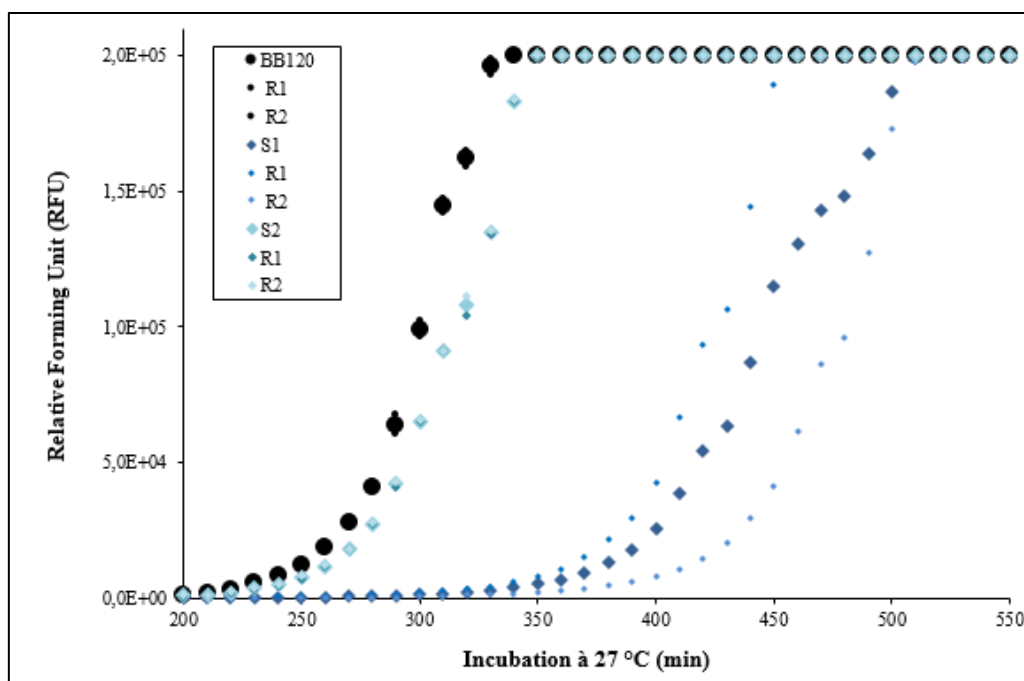 2,0E+05
1,5E+05
1,0E+05
5,0E+04
0,0E+00
Relative Forming Unit (RFU)
BB120
R1
R2
S1
R1
R2
S2
R1
R2
200 250 300 350 400 450 500 550
Incubation à 27 °C (min)